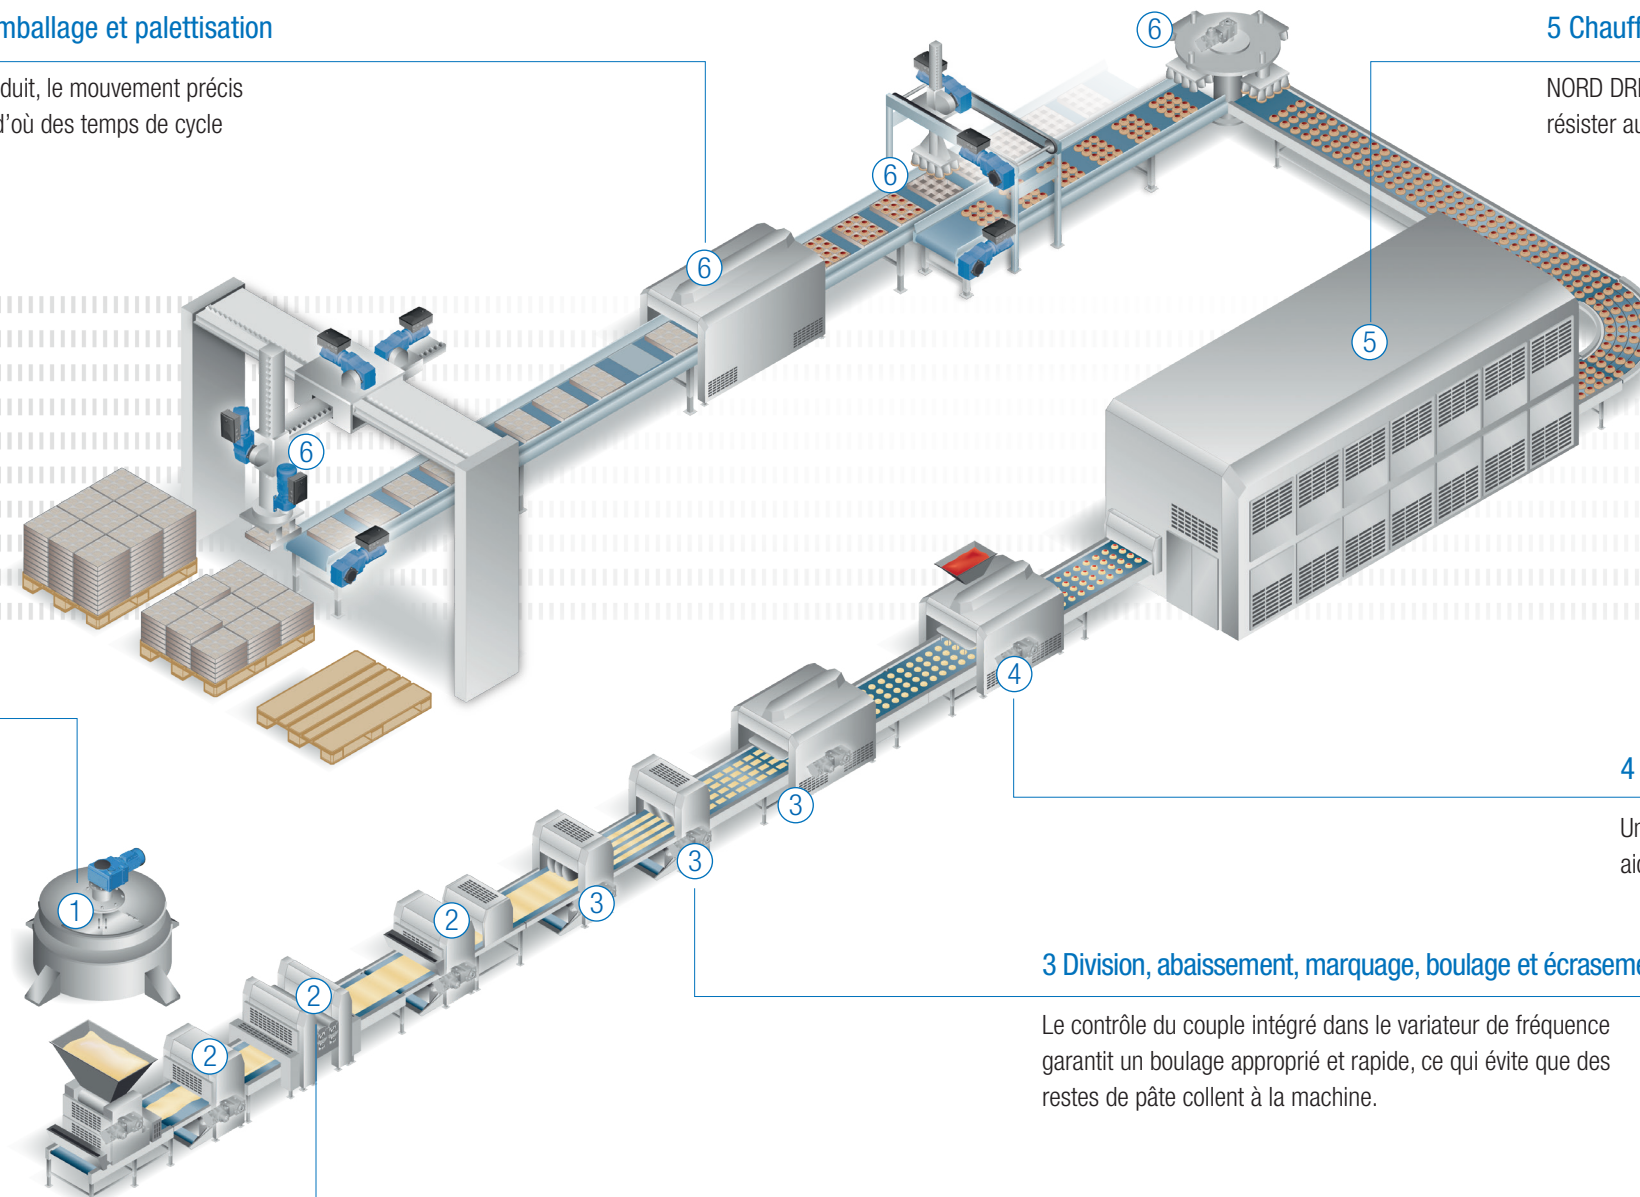 mballage et palettisation
duit, le mouvement précis
d’où des temps de cycle
5 Chauff
NORD DRI
résister au
6
6
6
6
5
4
4
Un
aid
3
3
3
3 Division, abaissement, marquage, boulage et écraseme
Le contrôle du couple intégré dans le variateur de fréquence
garantit un boulage approprié et rapide, ce qui évite que des
restes de pâte collent à la machine.
1
2
2
2